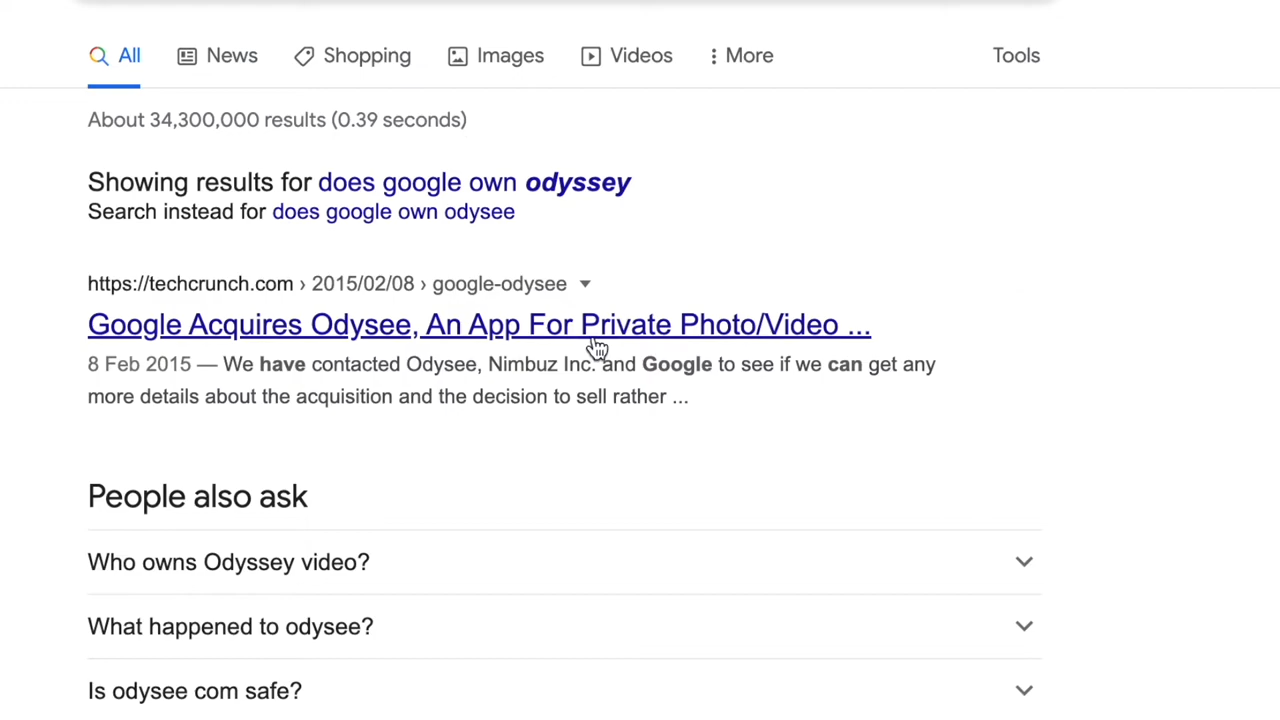 All News Shopping Images Videos More Tools
About 34,300,000 results (0.39 seconds)
Showing results for does google own odyssey
Search instead for does google own odysee
https://techcrunch.com › 2015/02/08 › google-odysee
Google Acquires Odysee, An App For Private Photo/Video ...
8 Feb 2015 — We have contacted Odysee, Nimbuz Inc. and Google to see if we can get any
more details about the acquisition and the decision to sell rather ...
People also ask
Who owns Odyssey video?
What happened to odysee?
Is odysee com safe?